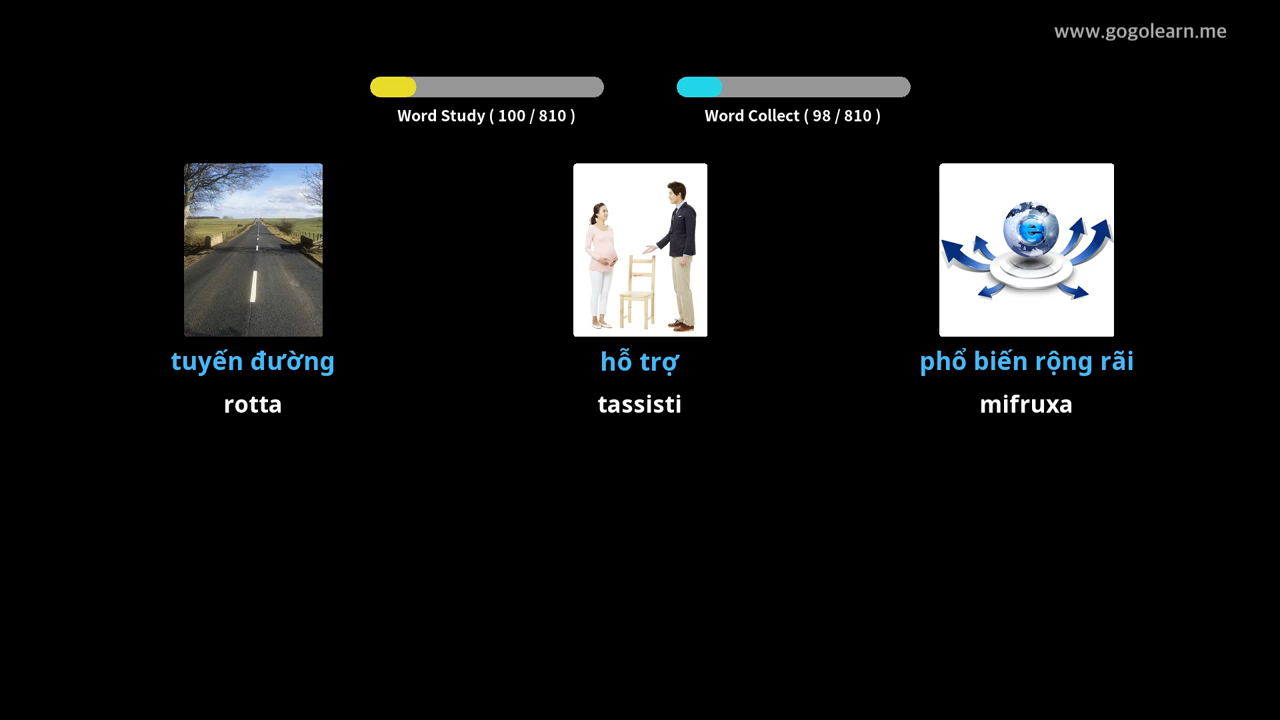 www.gogolearn.me
Word Study ( 100 / 810 )
Word Collect ( 98 / 810 )
e
tuyến đường
hỗ trợ
phổ biến rộng rãi
rotta
tassisti
mifruxa